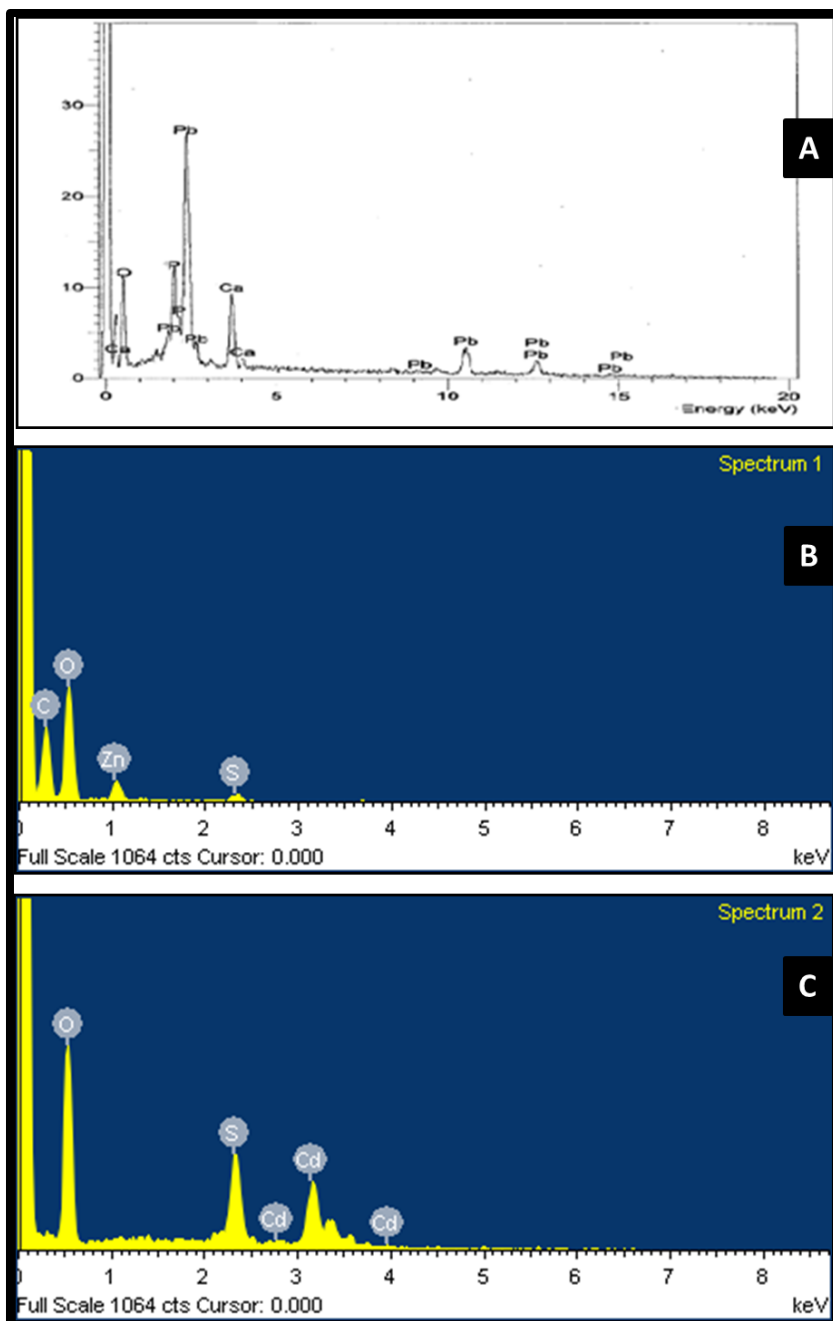 30
A
Pb
20
P
O
10
Ca
P
Pb
Pb
Ca
Ca
Pb
Pb
Pb
Pb
Pb
Pb
0
0
5
10
15
20
Energy (keV)
Spectrum 1
B
O
C
Zn
S
0 1 2 3 4 5 6 7 8
Full Scale 1064 cts Cursor: 0.000 keV
Spectrum 2
C
O
S
Cd
Cd
Cd
0 1 2 3 4 5 6 7 8
Full Scale 1064 cts Cursor: 0.000 keV